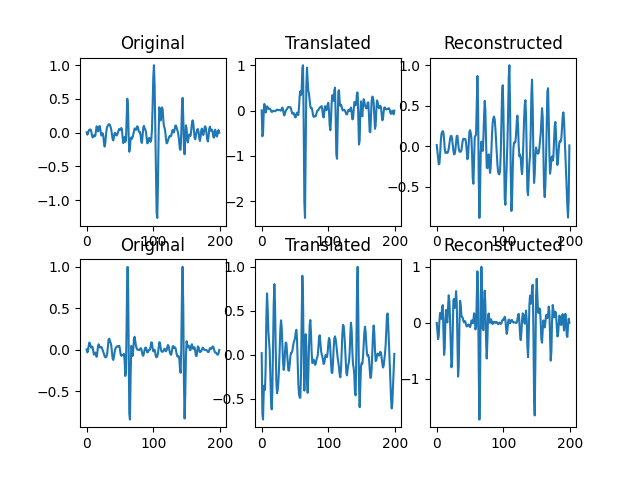 Original Translated Reconstructed
1.0 1 1.0
0.5 0 0.5
0.0 −1 0.0
−0.5 −2 −0.5
−1.0
0 100 200 0 100 200 0 100 200
Original Translated Reconstructed
1.0 1.0 1
0.5 0.5 0
0.0 0.0 −1
−0.5 −0.5
0 100 200 0 100 200 0 100 200